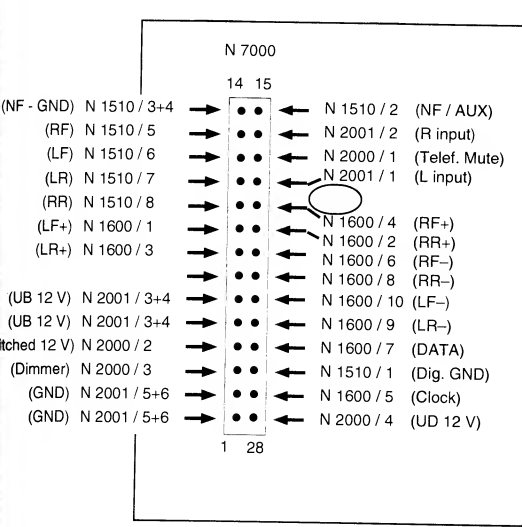 N 7000
14 15
(NF - GND) N 1510 / 3+4 N 1510 / 2 (NF / AUX)
(RF) N 1510 / 5 N 2001 / 2 (R input)
(LF) N 1510 / 6 N 2000 / 1 (Telef. Mute)
(LR) N 1510 / 7 N 2001 / 1 (L input)
(RR) N 1510 / 8 N 1600 / 4 (RF+)
(LF+) N 1600 / 1 N 1600 / 2 (RR+)
(LR+) N 1600 / 3 N 1600 / 6 (RF–)
N 1600 / 8 (RR–)
(UB 12 V) N 2001 / 3+4 N 1600 / 10 (LF–)
(UB 12 V) N 2001 / 3+4 N 1600 / 9 (LR–)
itched 12 V) N 2000 / 2 N 1600 / 7 (DATA)
(Dimmer) N 2000 / 3 N 1510 / 1 (Dig. GND)
(GND) N 2001 / 5+6 N 1600 / 5 (Clock)
(GND) N 2001 / 5+6 N 2000 / 4 (UD 12 V)
1 28